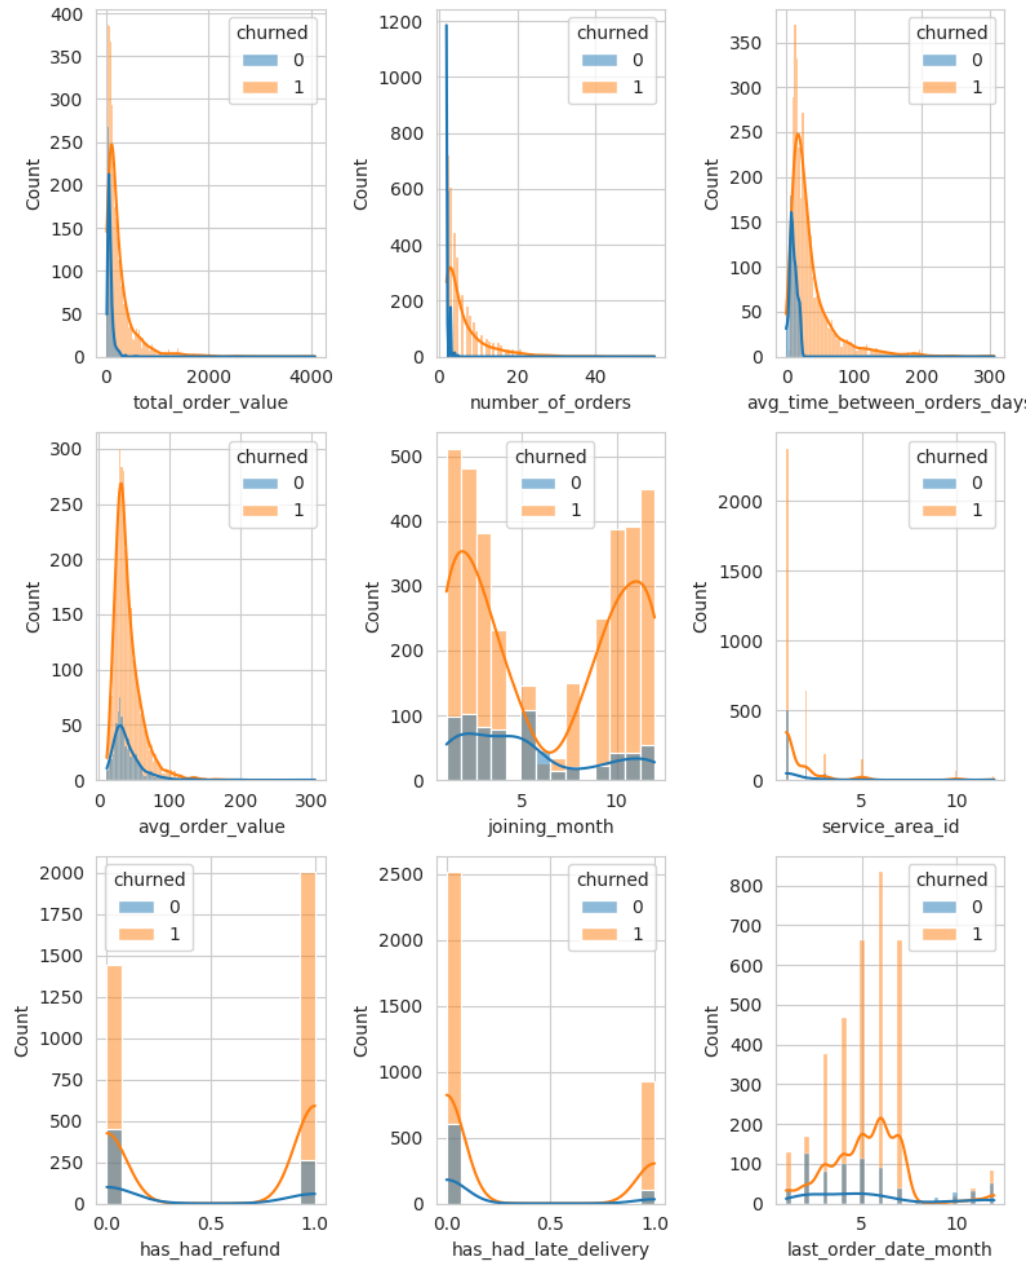 churned
0
1
400
350
300
250
200
150
100
50
0
Count
0 2000 4000
total_order_value
churned
0
1
1200
1000
800
600
400
200
0
Count
0 20 40
number_of_orders
churned
0
1
350
300
250
200
150
100
50
0
Count
0 100 200 300
avg_time_between_orders_days
churned
0
1
300
250
200
150
100
50
0
Count
0 100 200 300
avg_order_value
churned
0
1
500
400
300
200
100
0
Count
5 10
joining_month
churned
0
1
2000
1500
1000
500
0
Count
5 10
service_area_id
churned
0
1
2000
1750
1500
1250
1000
750
500
250
0
Count
0.0 0.5 1.0
has_had_refund
churned
0
1
2500
2000
1500
1000
500
0
Count
0.0 0.5 1.0
has_had_late_delivery
churned
0
1
800
700
600
500
400
300
200
100
0
Count
5 10
last_order_date_month